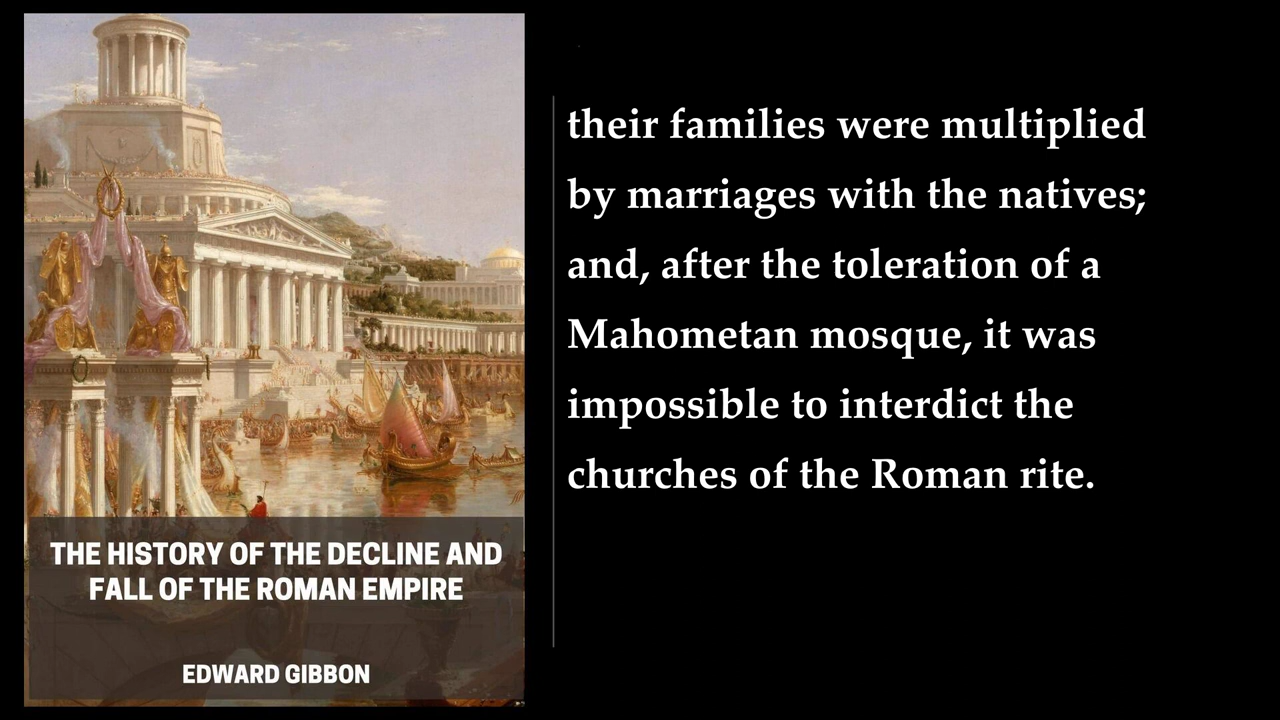 THE HISTORY OF THE DECLINE AND
FALL OF THE ROMAN EMPIRE
EDWARD GIBBON
their families were multiplied
by marriages with the natives;
and, after the toleration of a
Mahometan mosque, it was
impossible to interdict the
churches of the Roman rite.